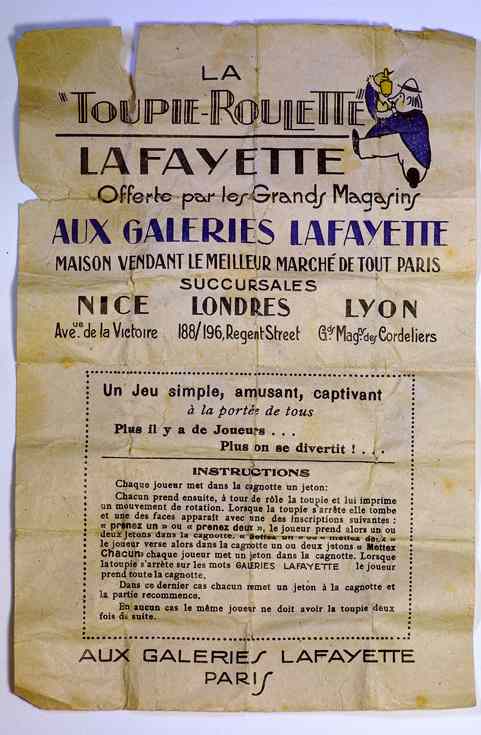 LA
"TOUPIE-ROULETTE"
LAFAYETTE
Offerte par les Grands Magasins
AUX GALERIES LAFAYETTE
MAISON VENDANT LE MEILLEUR MARCHÉ DE TOUT PARIS
SUCCURSALES
NICE LONDRES LYON
Aveue. de la Victoire 188/196, Regent Street Gds Magns des Cordeliers
Un Jeu simple, amusant, captivant
à la portée de tous
Plus il y a de Joueurs . . .
Plus on se divertit ! . . .
INSTRUCTIONS
Chaque joueur met dans la cagnotte un jeton:
Chacun prend ensuite, à tour de rôle la toupie et lui imprime
un mouvement de rotation. Lorsque la toupie s'arrête elle tombe
et une des faces apparaît avec une des inscriptions suivantes :
« prenez un » ou « prenez deux », le joueur prend alors un ou
deux jetons dans la cagnotte. « Mettez un » ou « mettez deux »
le joueur verse alors dans la cagnotte un ou deux jetons « Mettez
Chacun » chaque joueur met un jeton dans la cagnotte. Lorsque
la toupie s'arrête sur les mots GALERIES LAFAYETTE le joueur
prend toute la cagnotte.
Dans ce dernier cas chacun remet un jeton à la cagnotte et
la partie recommence.
En aucun cas le même joueur ne doit avoir la toupie deux
fois de suite.
AUX GALERIES LAFAYETTE
PARIS